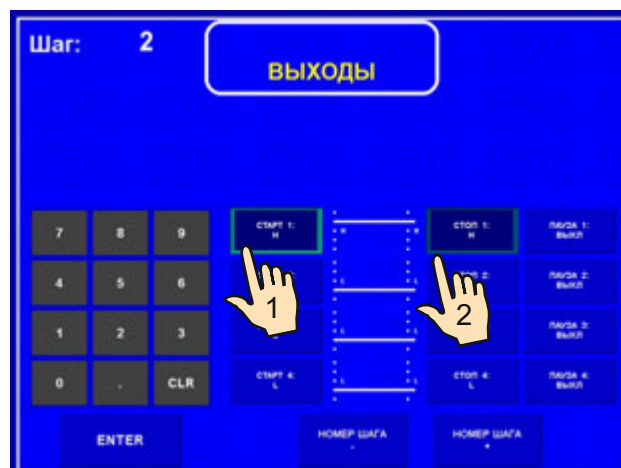 Шаг: 2
ВЫХОДЫ
7 8 9 СТАРТ 1: H H H СТОП 1: H ПАУЗА 1: ВЫКЛ
4 5 6 L L 2: ПАУЗА 2: ВЫКЛ
1 2 3 L L ПАУЗА 3: ВЫКЛ
0 . CLR СТАРТ 4: L L L СТОП 4: L ПАУЗА 4: ВЫКЛ
ENTER НОМЕР ШАГА - НОМЕР ШАГА +
1
2